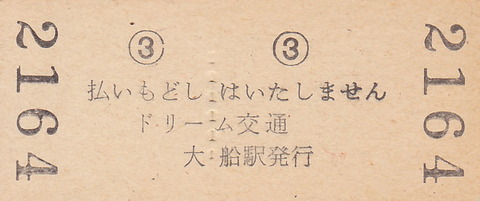 ③ ③
払いもどしはいたしません
ドリーム交通
大船駅発行
2164
2164